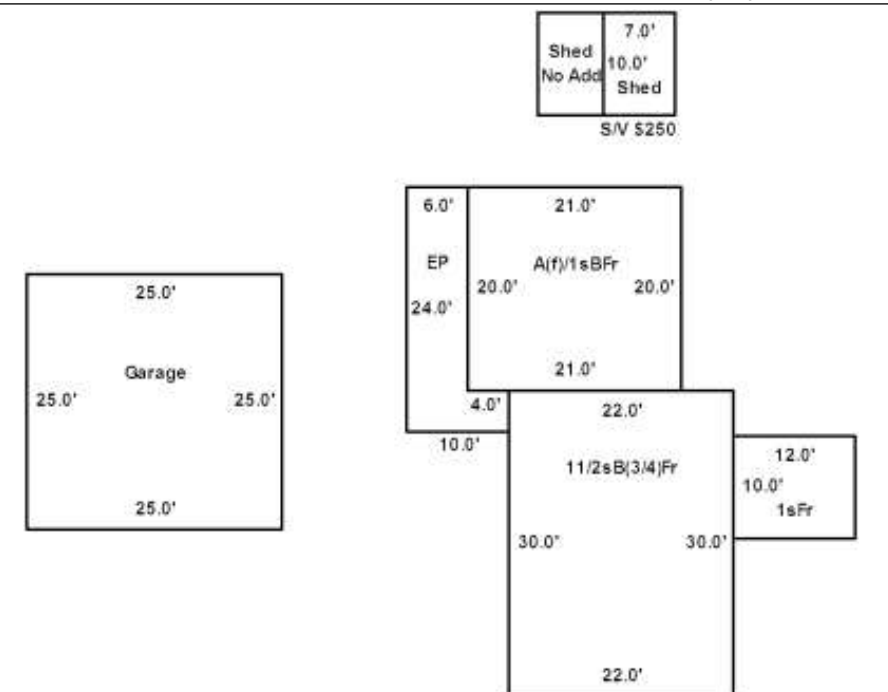 7.0'
Shed
No Add
10.0'
Shed
S/V $250
6.0'
21.0'
EP
A(f)/1sBFr
20.0'
20.0'
24.0'
21.0'
4.0'
10.0'
25.0'
Garage
25.0'
25.0'
25.0'
22.0'
11/2sB(3/4)Fr
30.0'
30.0'
22.0'
12.0'
10.0'
1sFr